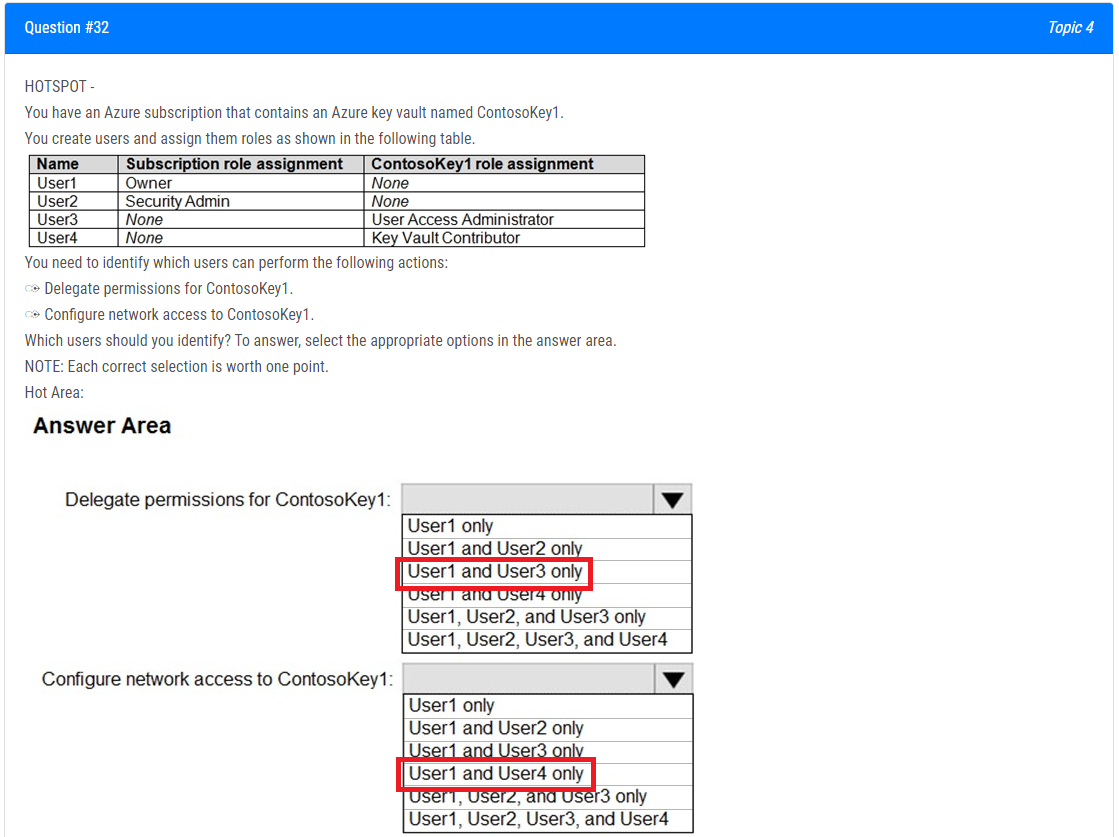 Question #32 Topic 4
HOTSPOT -
You have an Azure subscription that contains an Azure key vault named ContosoKey1.
You create users and assign them roles as shown in the following table.
Name Subscription role assignment ContosoKey1 role assignment
User1 Owner None
User2 Security Admin None
User3 None User Access Administrator
User4 None Key Vault Contributor
You need to identify which users can perform the following actions:
Delegate permissions for ContosoKey1.
Configure network access to ContosoKey1.
Which users should you identify? To answer, select the appropriate options in the answer area.
NOTE: Each correct selection is worth one point.
Hot Area:
Answer Area
Delegate permissions for ContosoKey1:
User1 only
User1 and User2 only
User1 and User3 only
User1 and User4 only
User1, User2, and User3 only
User1, User2, User3, and User4
Configure network access to ContosoKey1:
User1 only
User1 and User2 only
User1 and User3 only
User1 and User4 only
User1, User2, and User3 only
User1, User2, User3, and User4